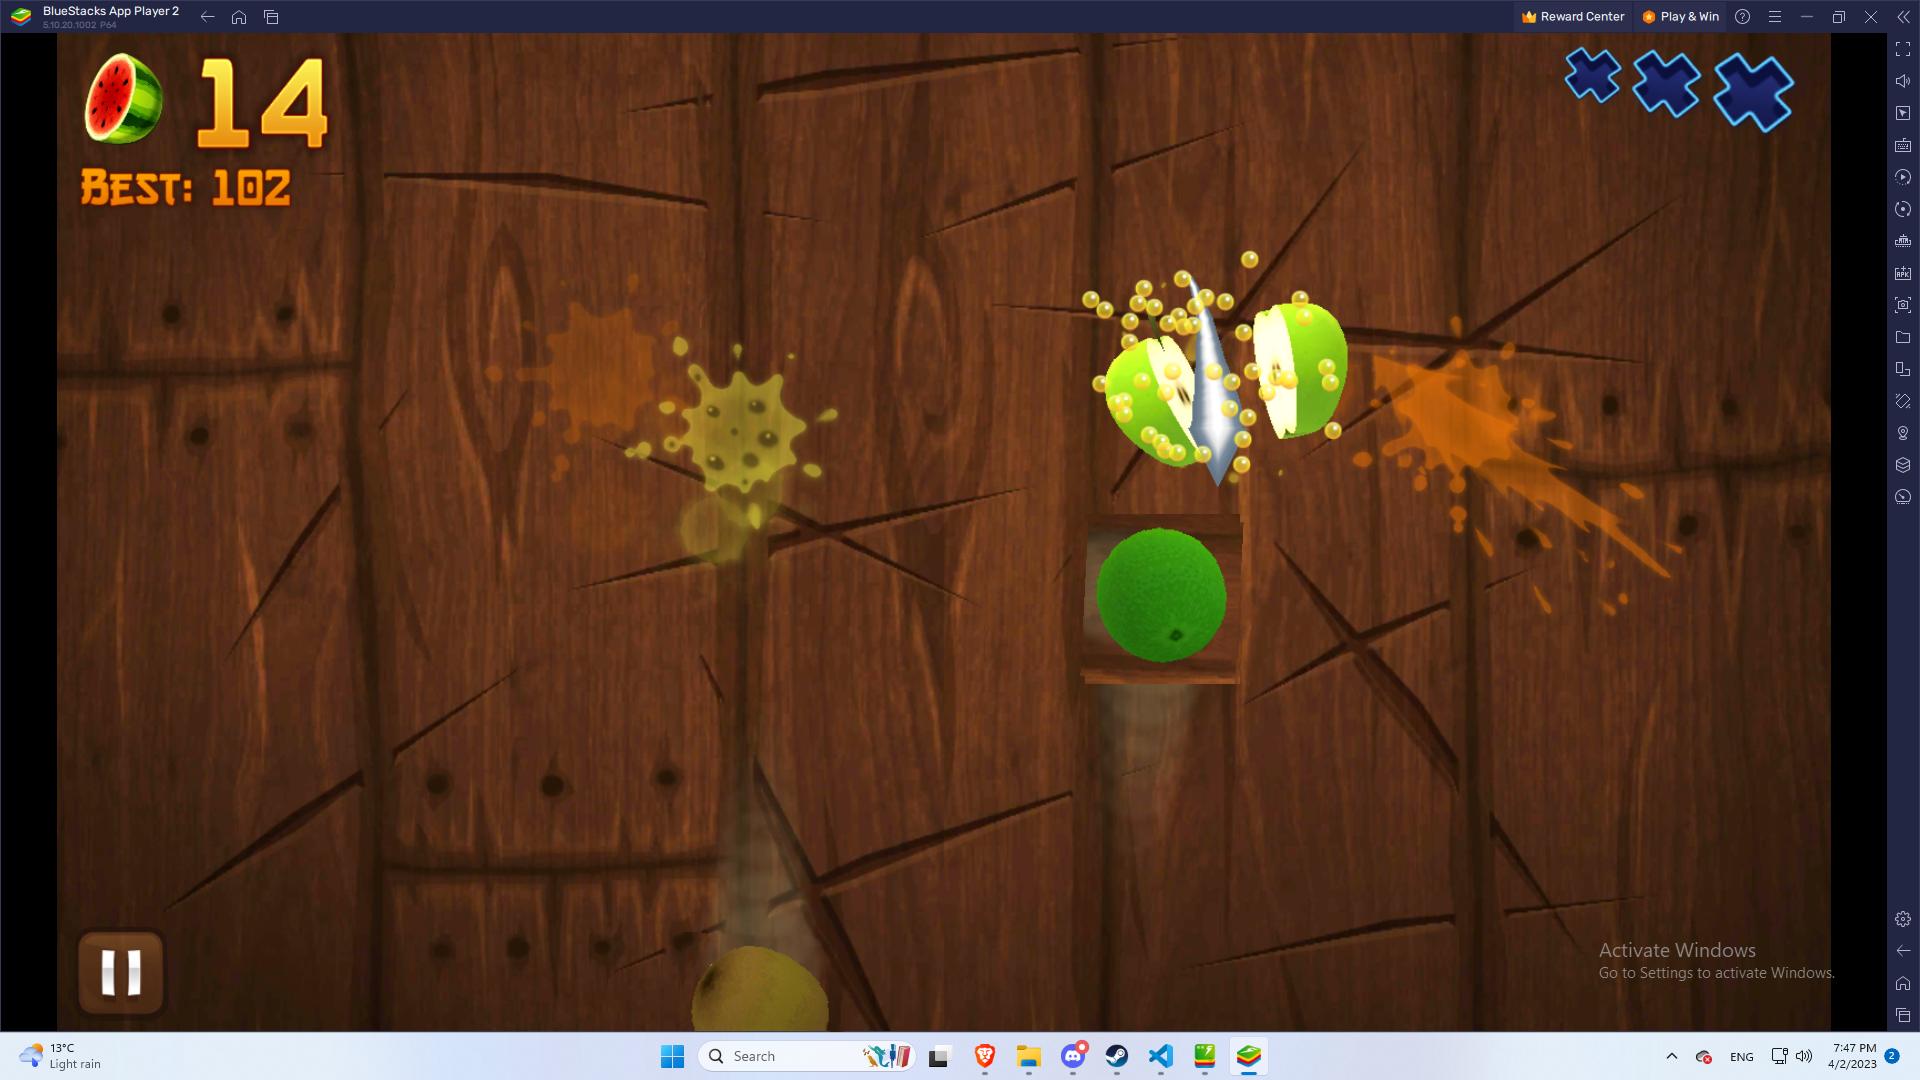 BlueStacks App Player 2
5.10.20.1002 P64
Reward Center
Play & Win
14
BEST: 102
Activate Windows
Go to Settings to activate Windows.
13°C
Light rain
Search
ENG
7:47 PM
4/2/2023
2